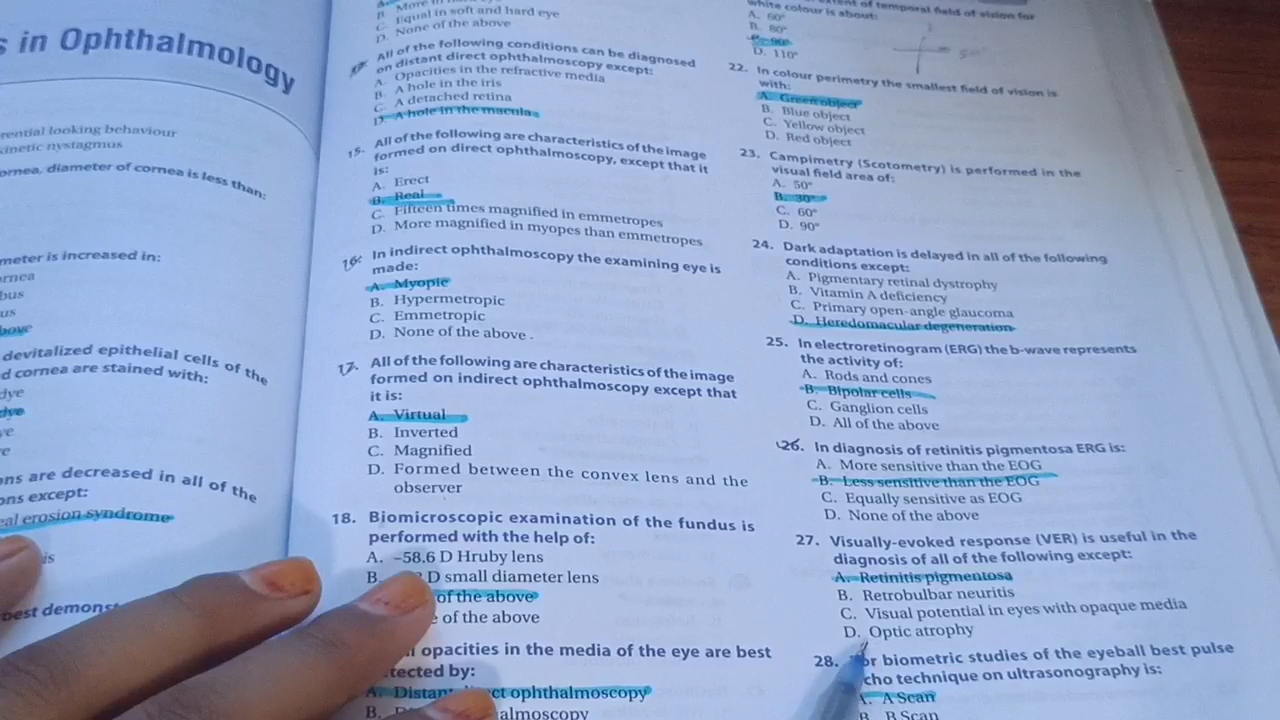 s in Ophthalmology
rential looking behaviour
kinetic nystagmus
ornea, diameter of cornea is less than:
meter is increased in:
rnea
bus
us
bove
devitalized epithelial cells of the
d cornea are stained with:
dye
dye
ve
e
ons are decreased in all of the
ons except:
eal erosion syndrome
is
best demonst
B. More in
C. Equal in soft and hard eye
D. None of the above
All of the following conditions can be diagnosed
on distant direct ophthalmoscopy except:
A. Opacities in the refractive media
B. A hole in the iris
C. A detached retina
D. A hole in the macula
15. All of the following are characteristics of the image
formed on direct ophthalmoscopy, except that it
is:
A. Erect
B. Real
C. Fifteen times magnified in emmetropes
D. More magnified in myopes than emmetropes
16. In indirect ophthalmoscopy the examining eye is
made:
A. Myopic
B. Hypermetropic
C. Emmetropic
D. None of the above.
17. All of the following are characteristics of the image
formed on indirect ophthalmoscopy except that
it is:
A. Virtual
B. Inverted
C. Magnified
D. Formed between the convex lens and the
observer
18. Biomicroscopic examination of the fundus is
performed with the help of:
A. –58.6 D Hruby lens
B. D small diameter lens
of the above
e of the above
opacities in the media of the eye are best
tected by:
A. Distan ct ophthalmoscopy
B. almoscopy
extent of temporal field of vision for
white colour is about:
A. 60°
B. 80°
C. 90°
D. 110°
22. In colour perimetry the smallest field of vision is
with:
A. Green object
B. Blue object
C. Yellow object
D. Red object
23. Campimetry (Scotometry) is performed in the
visual field area of:
A. 50°
B. 30°
C. 60°
D. 90°
24. Dark adaptation is delayed in all of the following
conditions except:
A. Pigmentary retinal dystrophy
B. Vitamin A deficiency
C. Primary open-angle glaucoma
D. Heredomacular degeneration
25. In electroretinogram (ERG) the b-wave represents
the activity of:
A. Rods and cones
B. Bipolar cells
C. Ganglion cells
D. All of the above
26. In diagnosis of retinitis pigmentosa ERG is:
A. More sensitive than the EOG
B. Less sensitive than the EOG
C. Equally sensitive as EOG
D. None of the above
27. Visually-evoked response (VER) is useful in the
diagnosis of all of the following except:
A. Retinitis pigmentosa
B. Retrobulbar neuritis
C. Visual potential in eyes with opaque media
D. Optic atrophy
28. or biometric studies of the eyeball best pulse
cho technique on ultrasonography is:
A. A Scan
B. B Scan